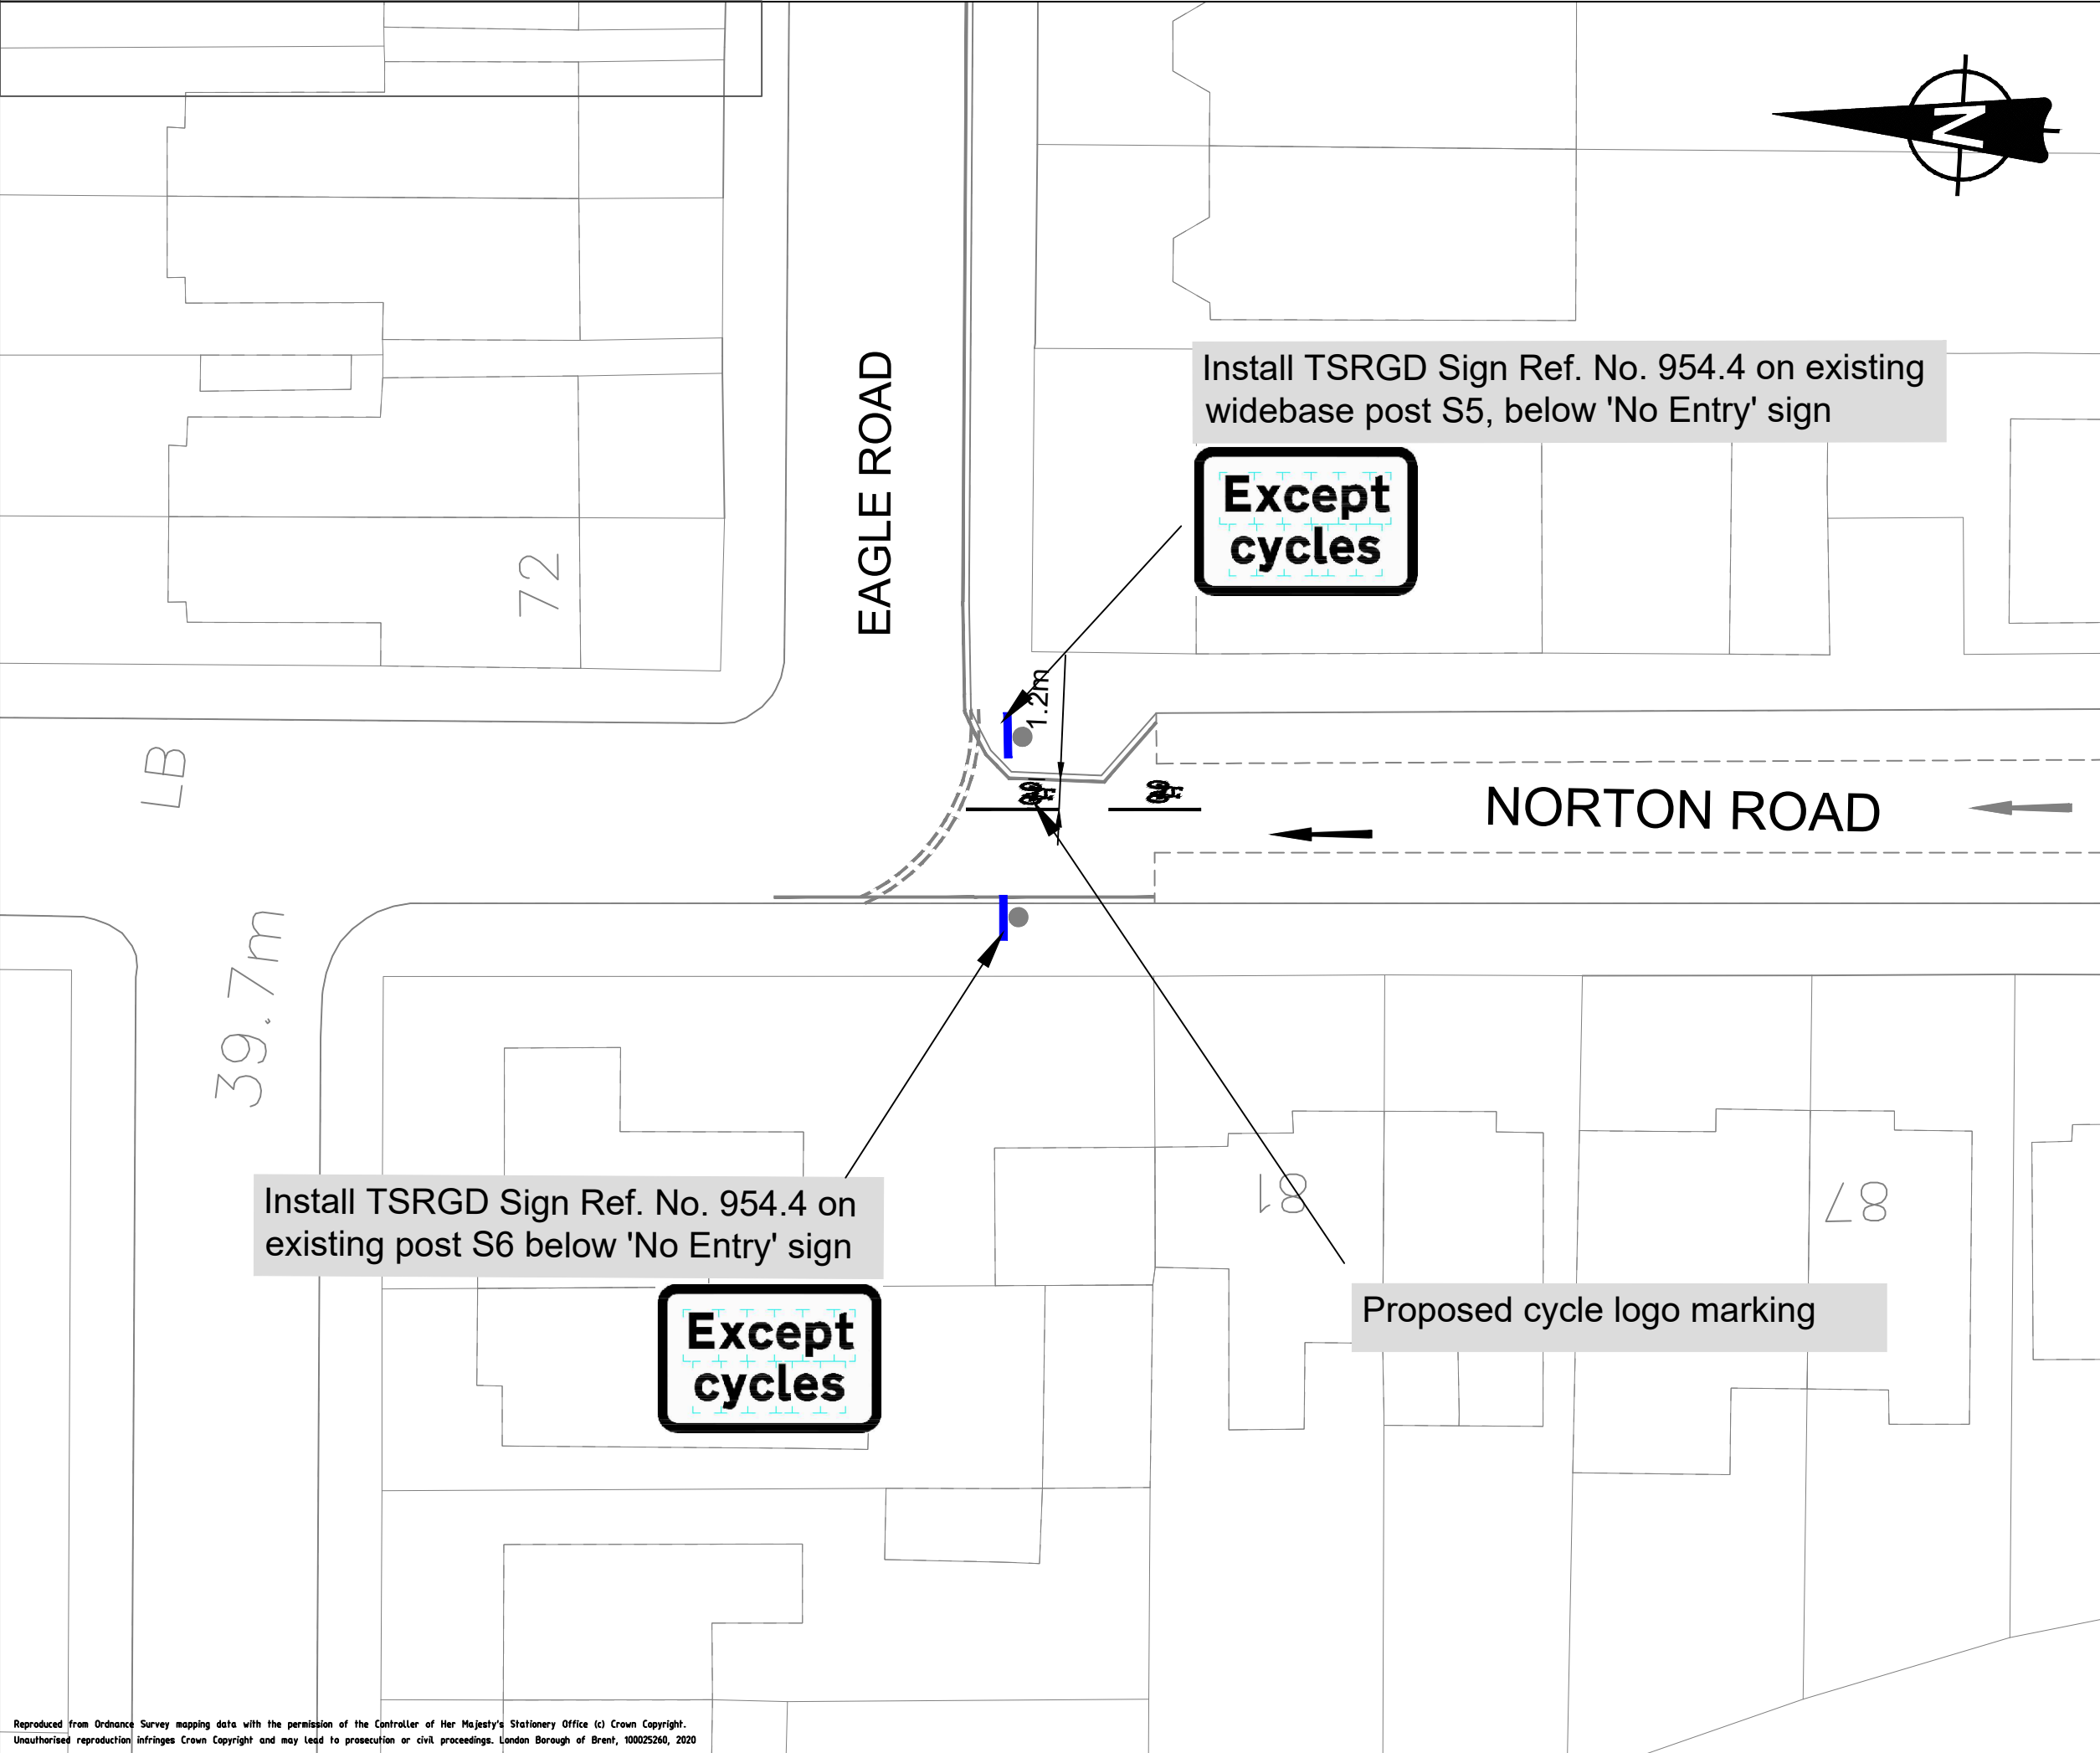 N
EAGLE ROAD
Install TSRGD Sign Ref. No. 954.4 on existing
widebase post S5, below 'No Entry' sign
Except
cycles
72
1.2m
LB
NORTON ROAD
39.7m
Install TSRGD Sign Ref. No. 954.4 on
existing post S6 below 'No Entry' sign
Except
cycles
81
87
Proposed cycle logo marking
Reproduced from Ordnance Survey mapping data with the permission of the Controller of Her Majesty's Stationery Office (c) Crown Copyright.
Unauthorised reproduction infringes Crown Copyright and may lead to prosecution or civil proceedings. London Borough of Brent, 100025260, 2020